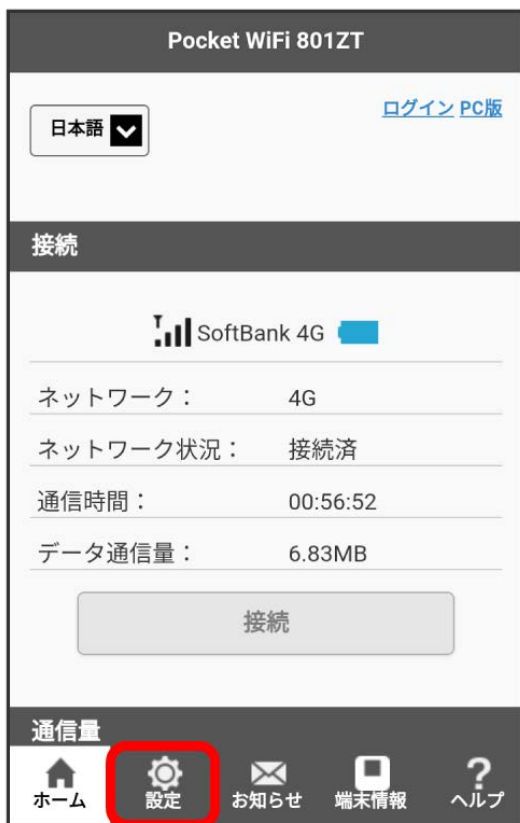 Pocket WiFi 801ZT
日本語
ログイン PC版
接続
SoftBank 4G
ネットワーク： 4G
ネットワーク状況： 接続済
通信時間： 00:56:52
データ通信量： 6.83MB
接続
通信量
ホーム 設定 お知らせ 端末情報 ヘルプ